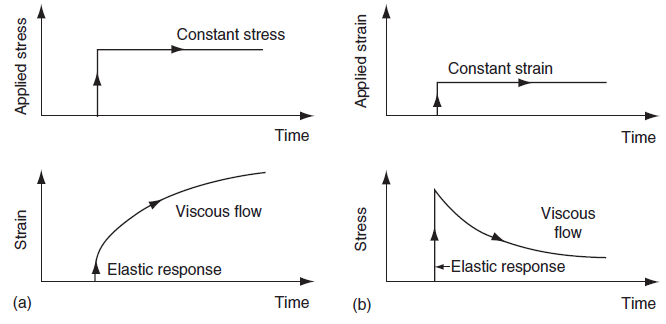 Applied stress
Constant stress
Time
Applied strain
Constant strain
Time
Strain
Viscous flow
Elastic response
(a)
Time
Stress
Viscous
flow
Elastic response
(b)
Time